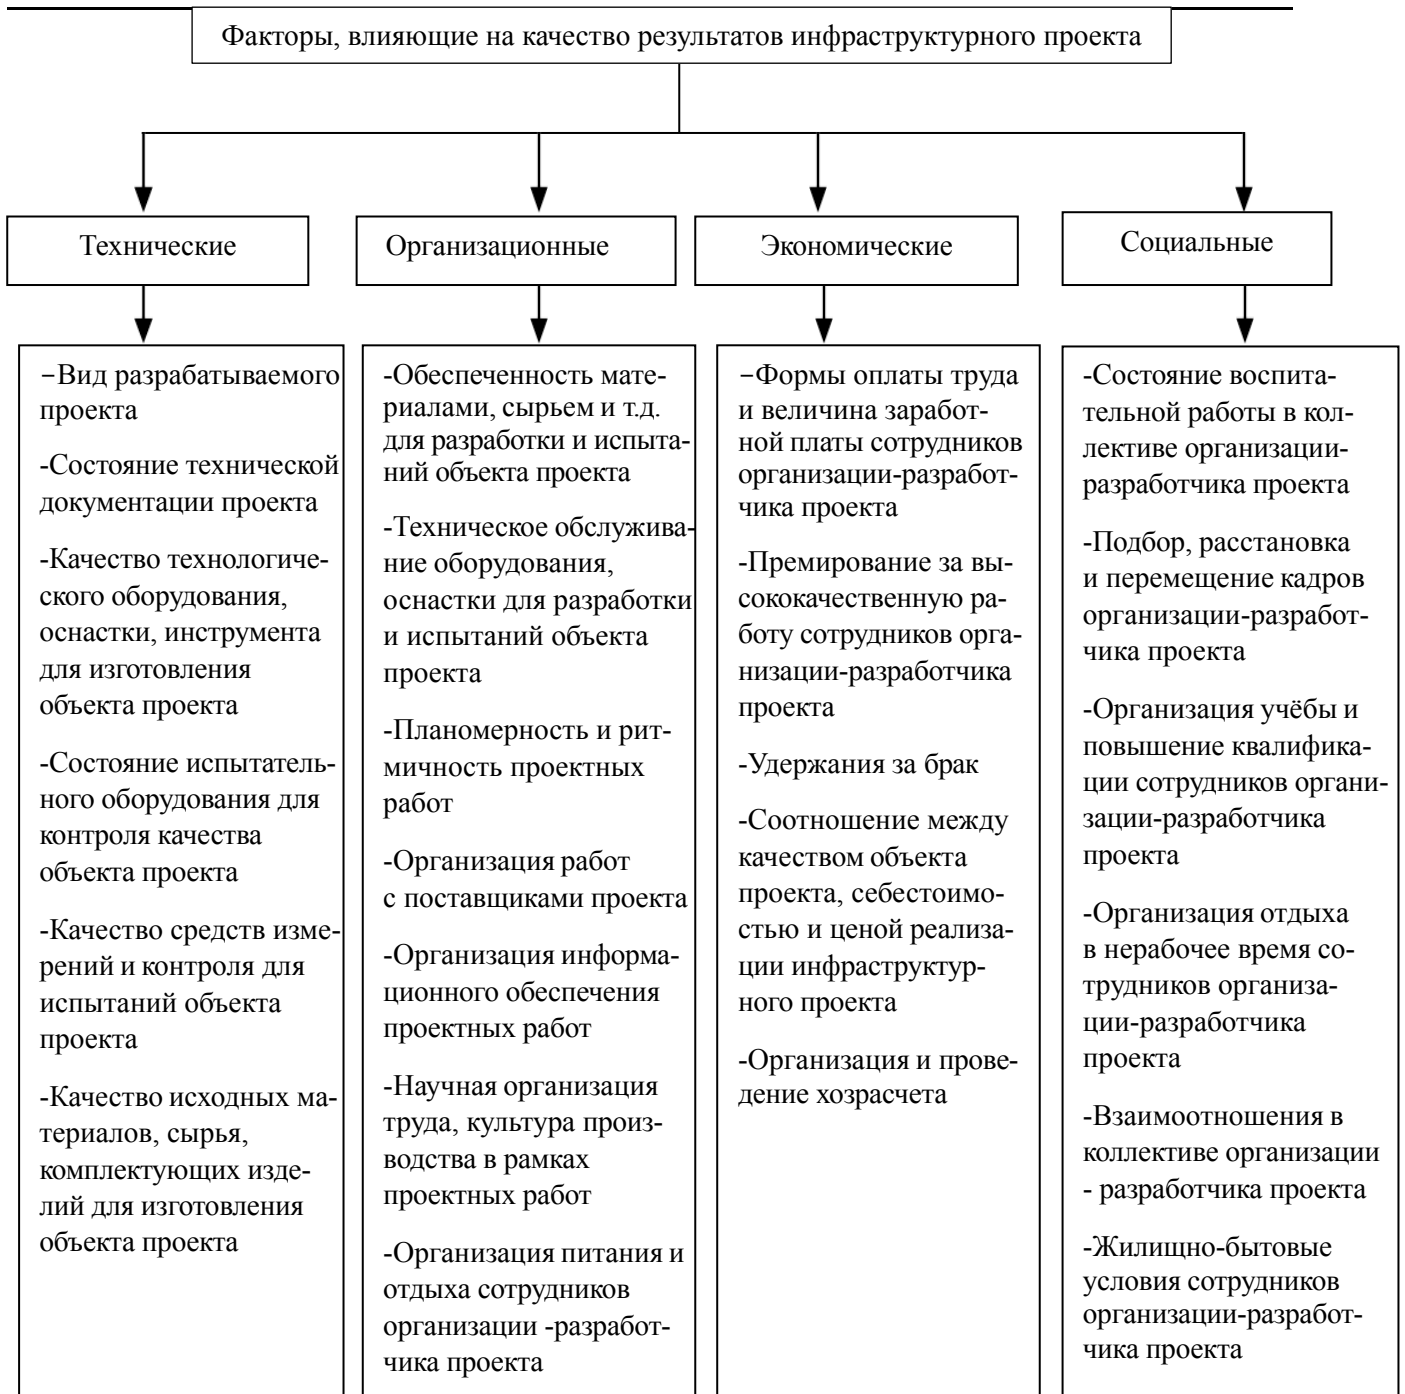 Факторы, влияющие на качество результатов инфраструктурного проекта
Технические
Организационные
Экономические
Социальные
−Вид разрабатываемого
проекта
-Состояние технической
документации проекта
-Качество технологиче-
ского оборудования,
оснастки, инструмента
для изготовления
объекта проекта
-Состояние испытатель-
ного оборудования для
контроля качества
объекта проекта
-Качество средств изме-
рений и контроля для
испытаний объекта
проекта
-Качество исходных ма-
териалов, сырья,
комплектующих изде-
лий для изготовления
объекта проекта
-Обеспеченность мате-
риалами, сырьем и т.д.
для разработки и испыта-
ний объекта проекта
-Техническое обслужива-
ние оборудования,
оснастки для разработки
и испытаний объекта
проекта
-Планомерность и рит-
мичность проектных
работ
-Организация работ
с поставщиками проекта
-Организация информа-
ционного обеспечения
проектных работ
-Научная организация
труда, культура произ-
водства в рамках
проектных работ
-Организация питания и
отдыха сотрудников
организации -разработ-
чика проекта
−Формы оплаты труда
и величина заработ-
ной платы сотрудников
организации-разработ-
чика проекта
-Премирование за вы-
сококачественную ра-
боту сотрудников орга-
низации-разработчика
проекта
-Удержания за брак
-Соотношение между
качеством объекта
проекта, себестоимо-
стью и ценой реализа-
ции инфраструктур-
ного проекта
-Организация и прове-
дение хозрасчета
-Состояние воспита-
тельной работы в кол-
лективе организации-
разработчика проекта
-Подбор, расстановка
и перемещение кадров
организации-разработ-
чика проекта
-Организация учёбы и
повышение квалифика-
ции сотрудников органи-
зации-разработчика
проекта
-Организация отдыха
в нерабочее время со-
трудников организа-
ции-разработчика
проекта
-Взаимоотношения в
коллективе организации
- разработчика проекта
-Жилищно-бытовые
условия сотрудников
организации-разработ-
чика проекта